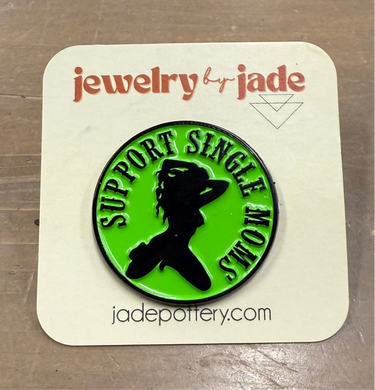 jewelry by jade
SUPPORT SINGLE MOMS
jadepottery.com